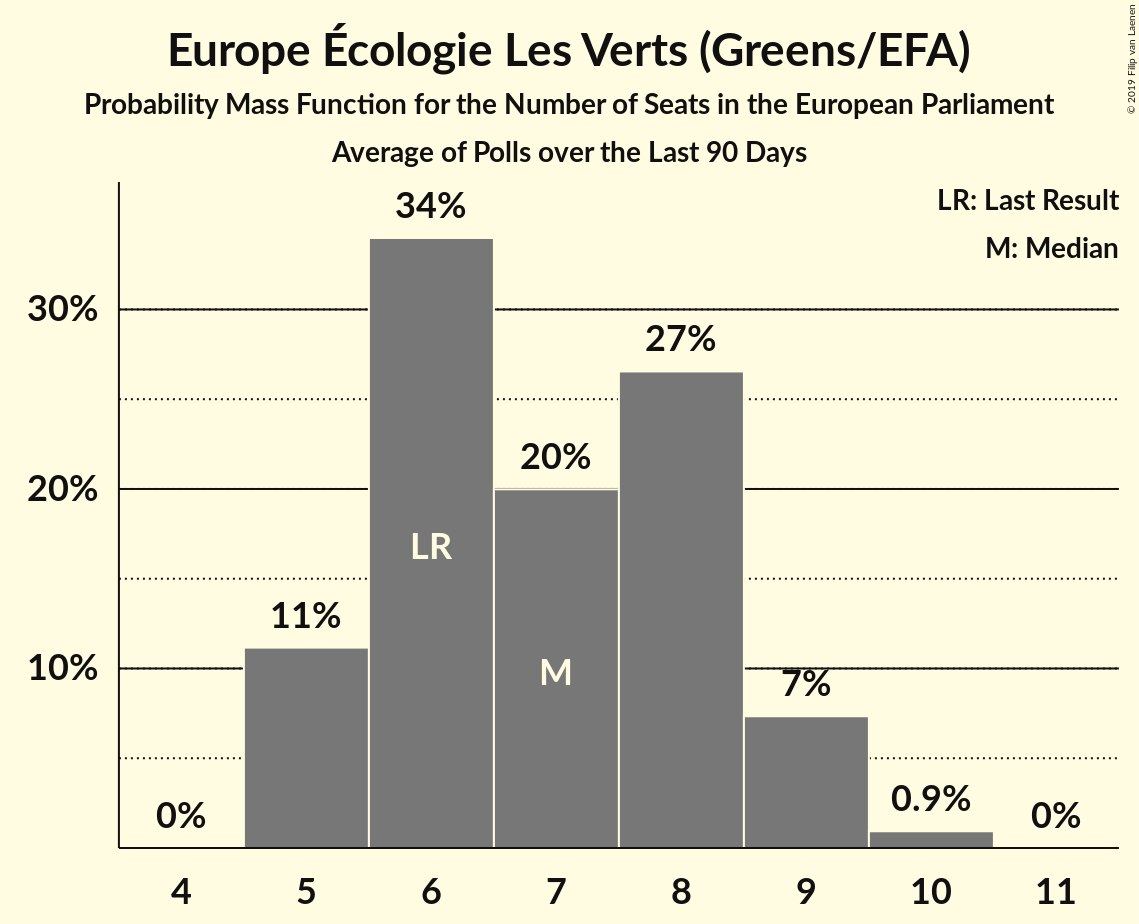 Europe Écologie Les Verts (Greens/EFA)
Probability Mass Function for the Number of Seats in the European Parliament
Average of Polls over the Last 90 Days
© 2019 Filip van Laenen
LR: Last Result
M: Median
34%
30%
27%
20%
20%
LR
11%
10%
M
7%
0%
0.9%
0%
4 5 6 7 8 9 10 11